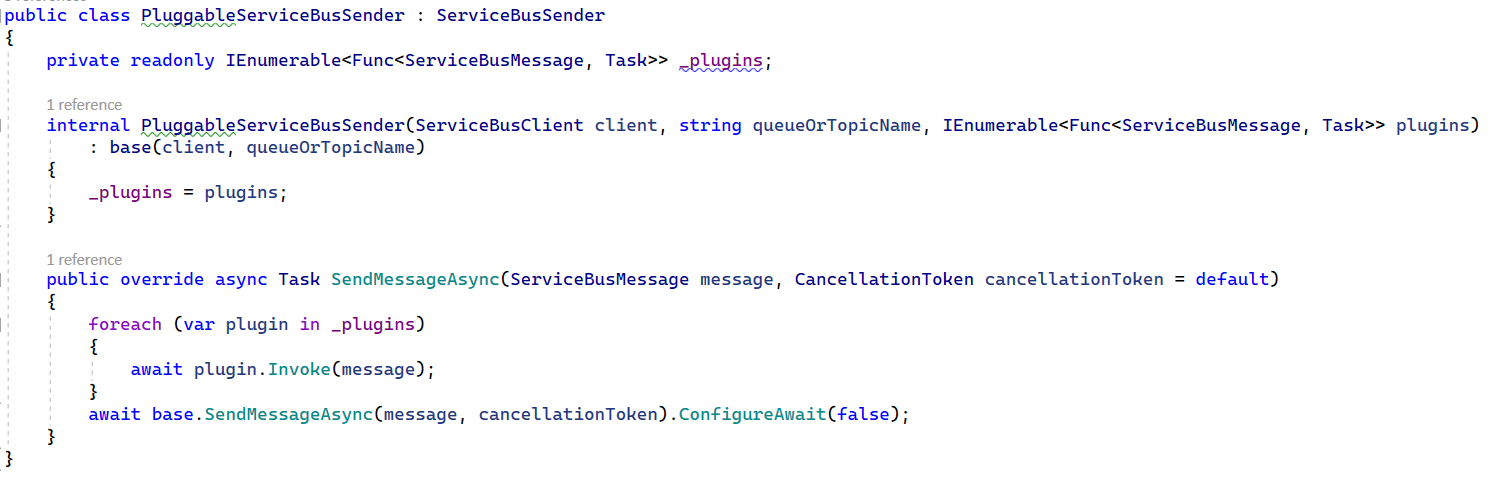 public class PluggableServiceBusSender : ServiceBusSender
{
    private readonly IEnumerable<Func<ServiceBusMessage, Task>> _plugins;

    1 reference
    internal PluggableServiceBusSender(ServiceBusClient client, string queueOrTopicName, IEnumerable<Func<ServiceBusMessage, Task>> plugins)
        : base(client, queueOrTopicName)
    {
        _plugins = plugins;
    }

    1 reference
    public override async Task SendMessageAsync(ServiceBusMessage message, CancellationToken cancellationToken = default)
    {
        foreach (var plugin in _plugins)
        {
            await plugin.Invoke(message);
        }
        await base.SendMessageAsync(message, cancellationToken).ConfigureAwait(false);
    }
}